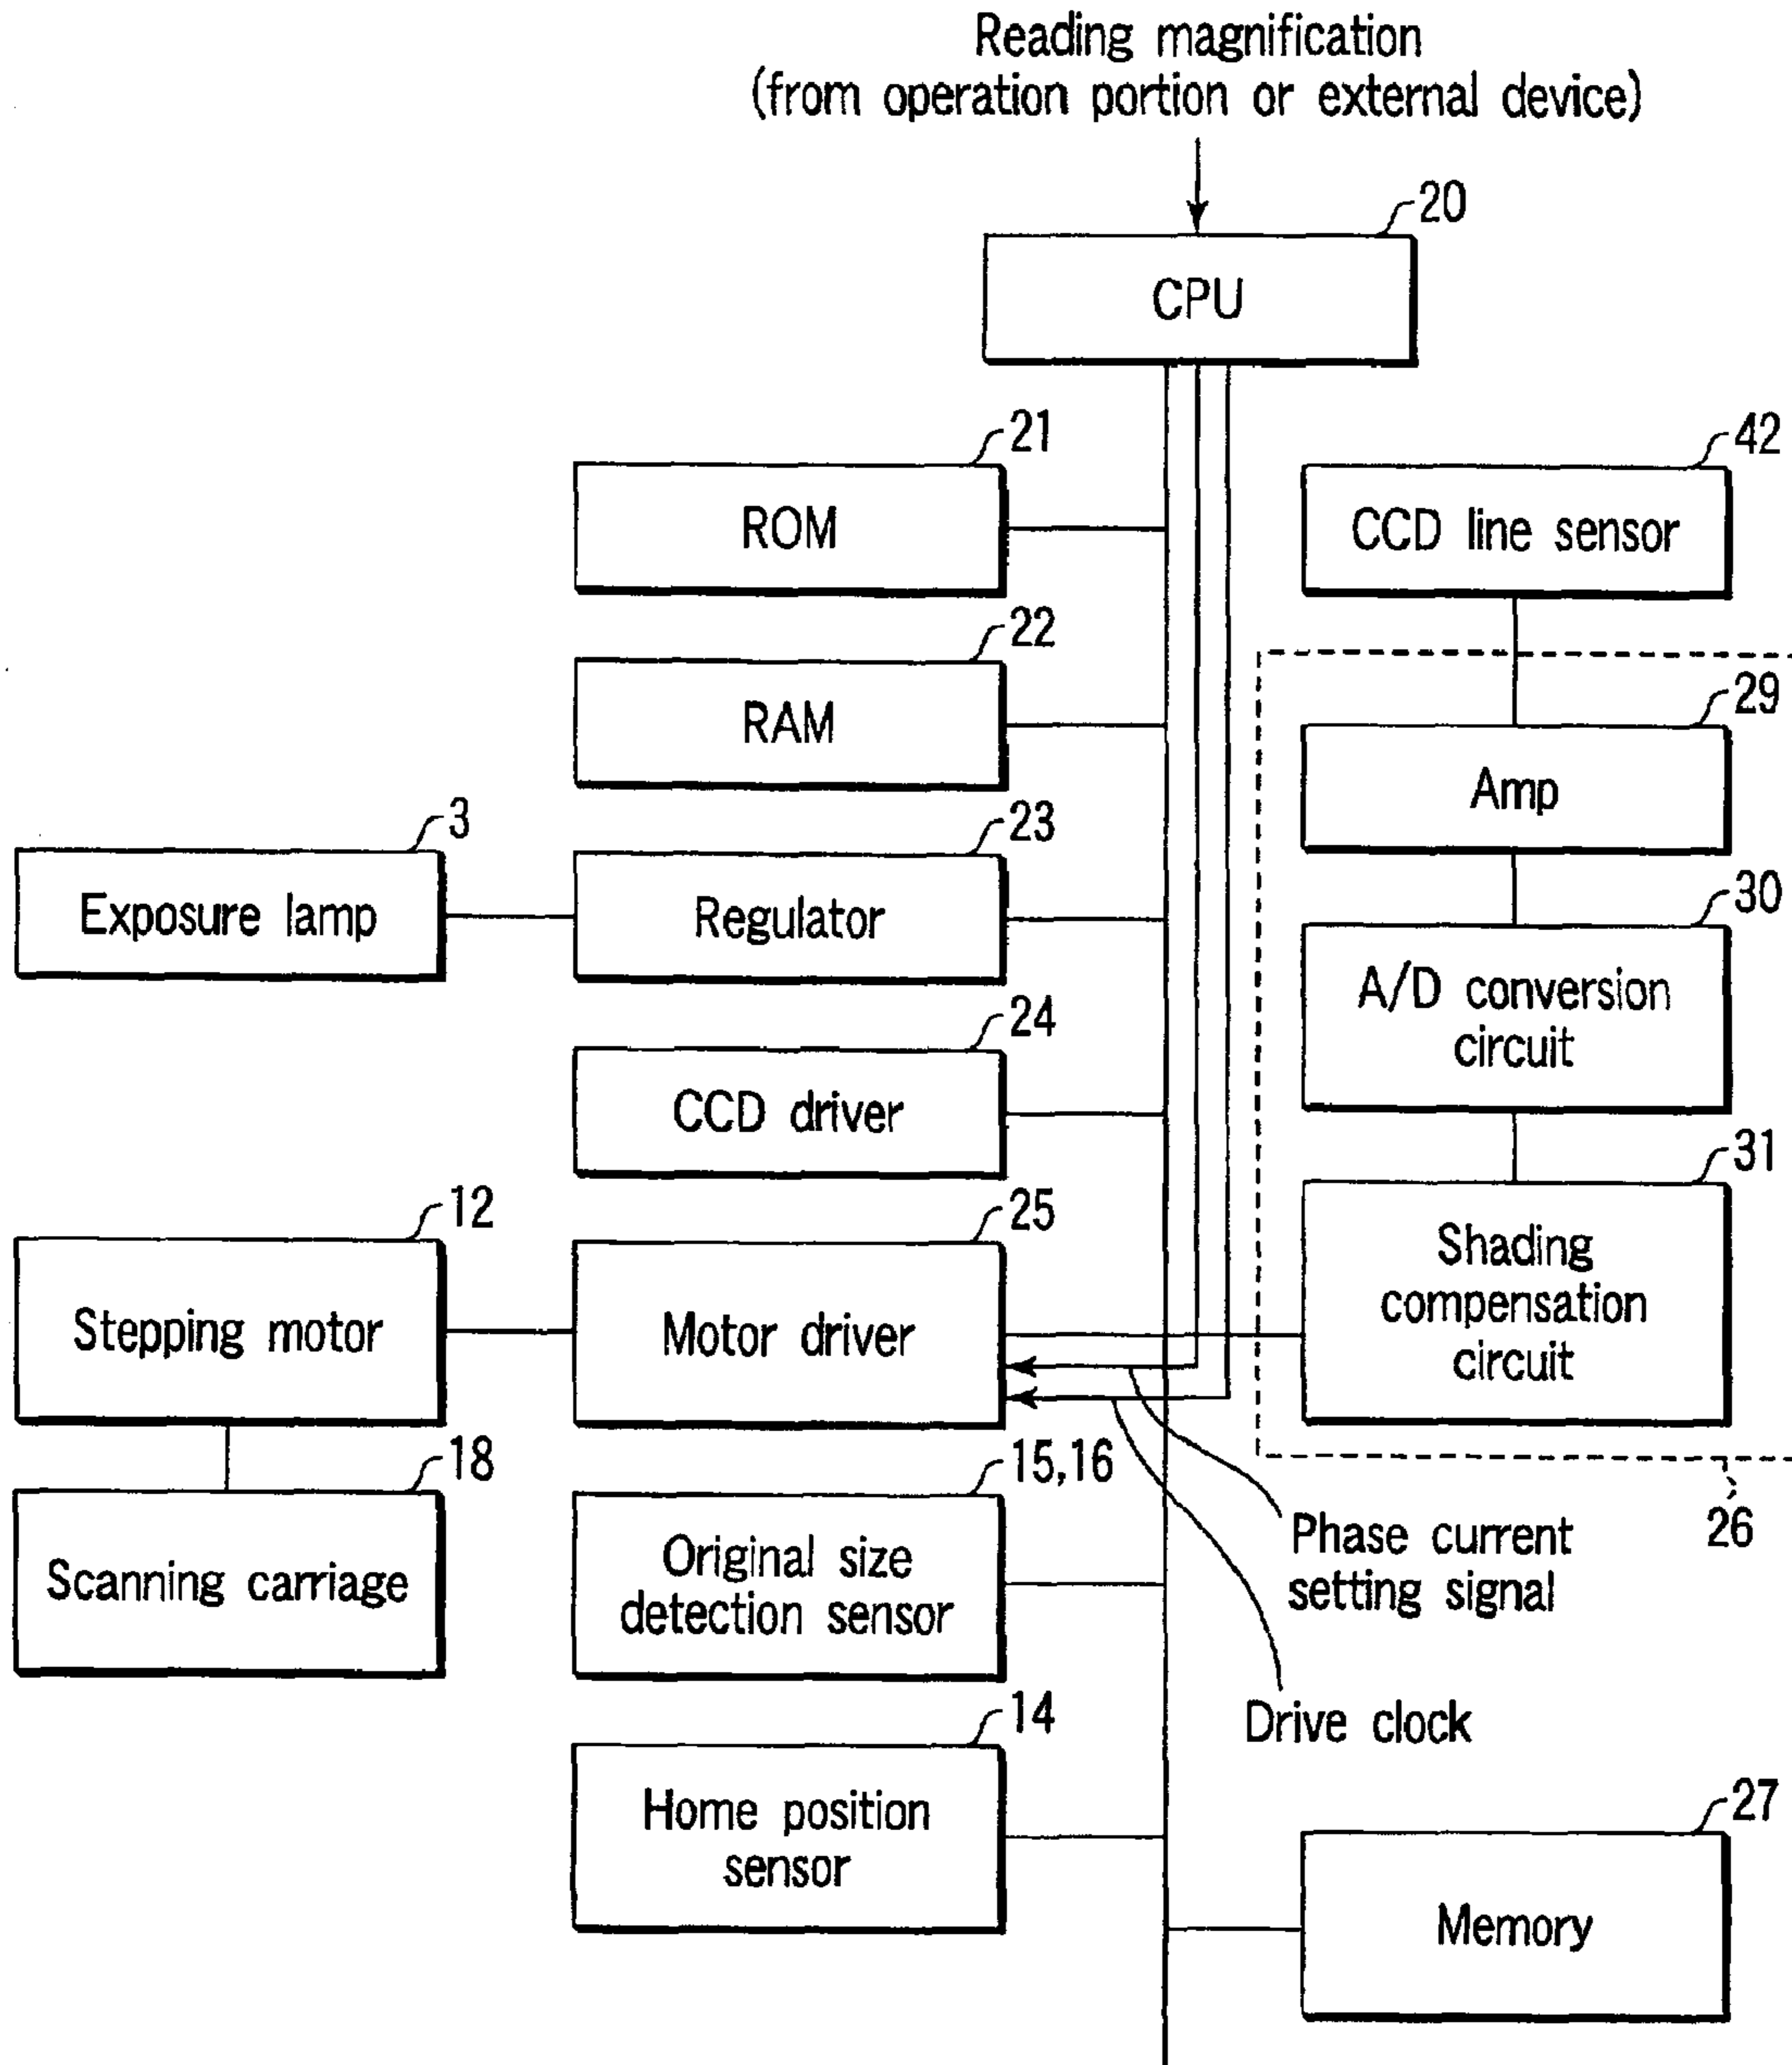 Reading magnification
(from operation portion or external device)
20
CPU
21
ROM
42
CCD line sensor
22
RAM
29
Amp
3
Exposure lamp
23
Regulator
30
A/D conversion
circuit
24
CCD driver
31
Shading
compensation
circuit
12
Stepping motor
25
Motor driver
18
Scanning carriage
15,16
Original size
detection sensor
Phase current
setting signal
26
Drive clock
14
Home position
sensor
27
Memory